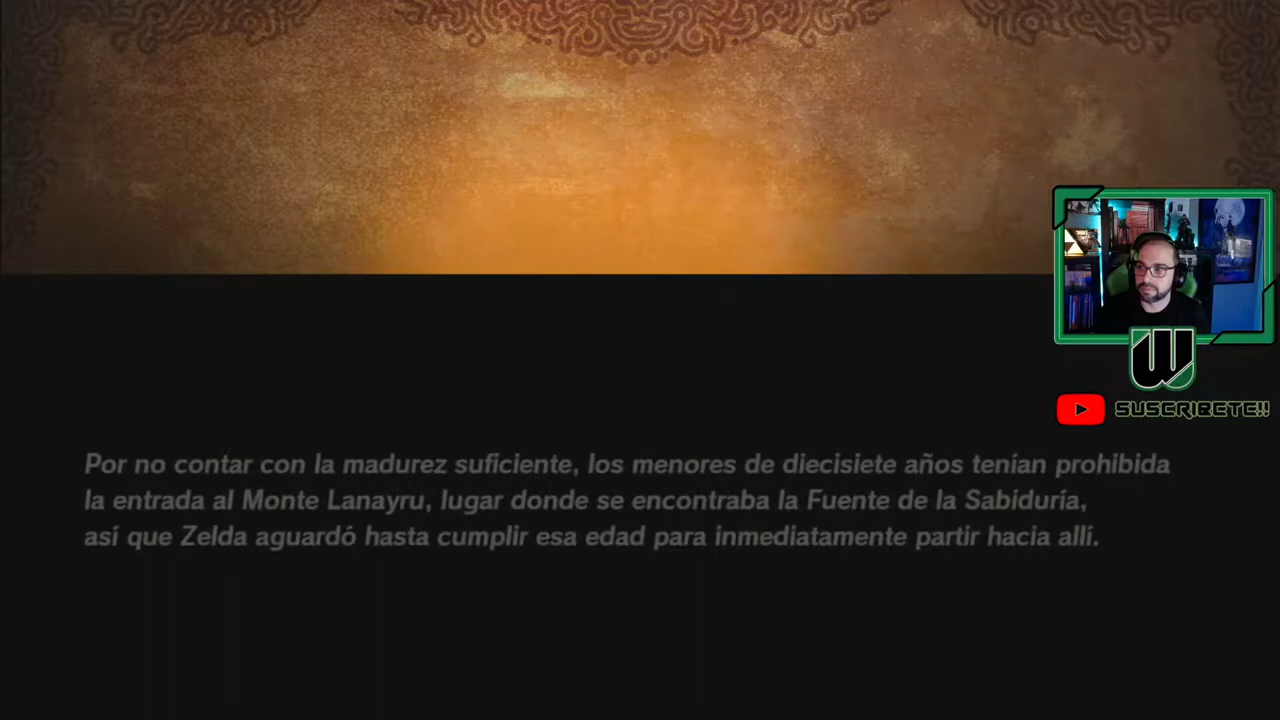 W
SUSCRIBETE!!
Por no contar con la madurez suficiente, los menores de diecisiete años tenían prohibida
la entrada al Monte Lanayru, lugar donde se encontraba la Fuente de la Sabiduría,
así que Zelda aguardó hasta cumplir esa edad para inmediatamente partir hacia allí.